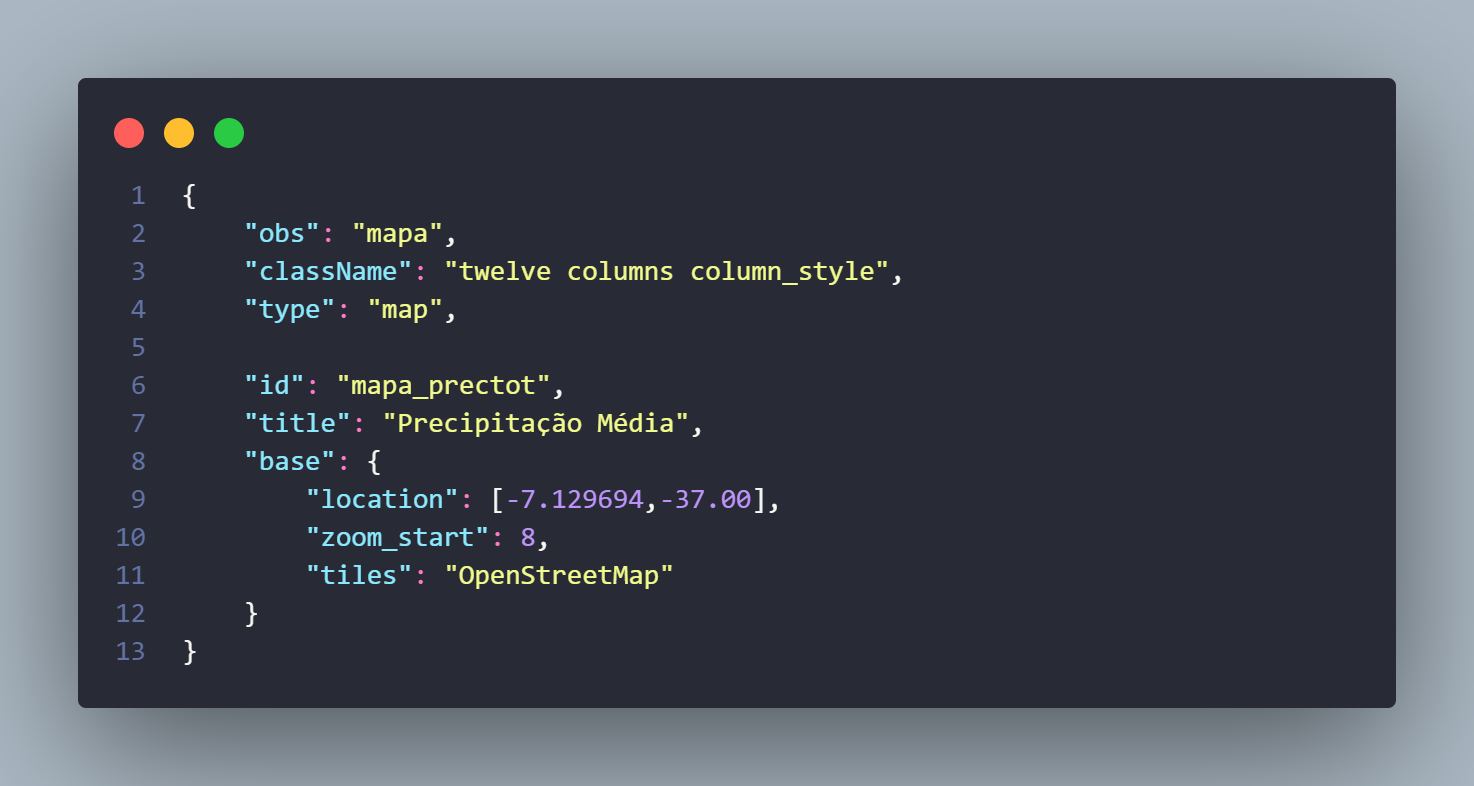 1 {
2     "obs": "mapa",
3     "className": "twelve columns column_style",
4     "type": "map",
5
6     "id": "mapa_prectot",
7     "title": "Precipitação Média",
8     "base": {
9         "location": [-7.129694,-37.00],
10         "zoom_start": 8,
11         "tiles": "OpenStreetMap"
12     }
13 }